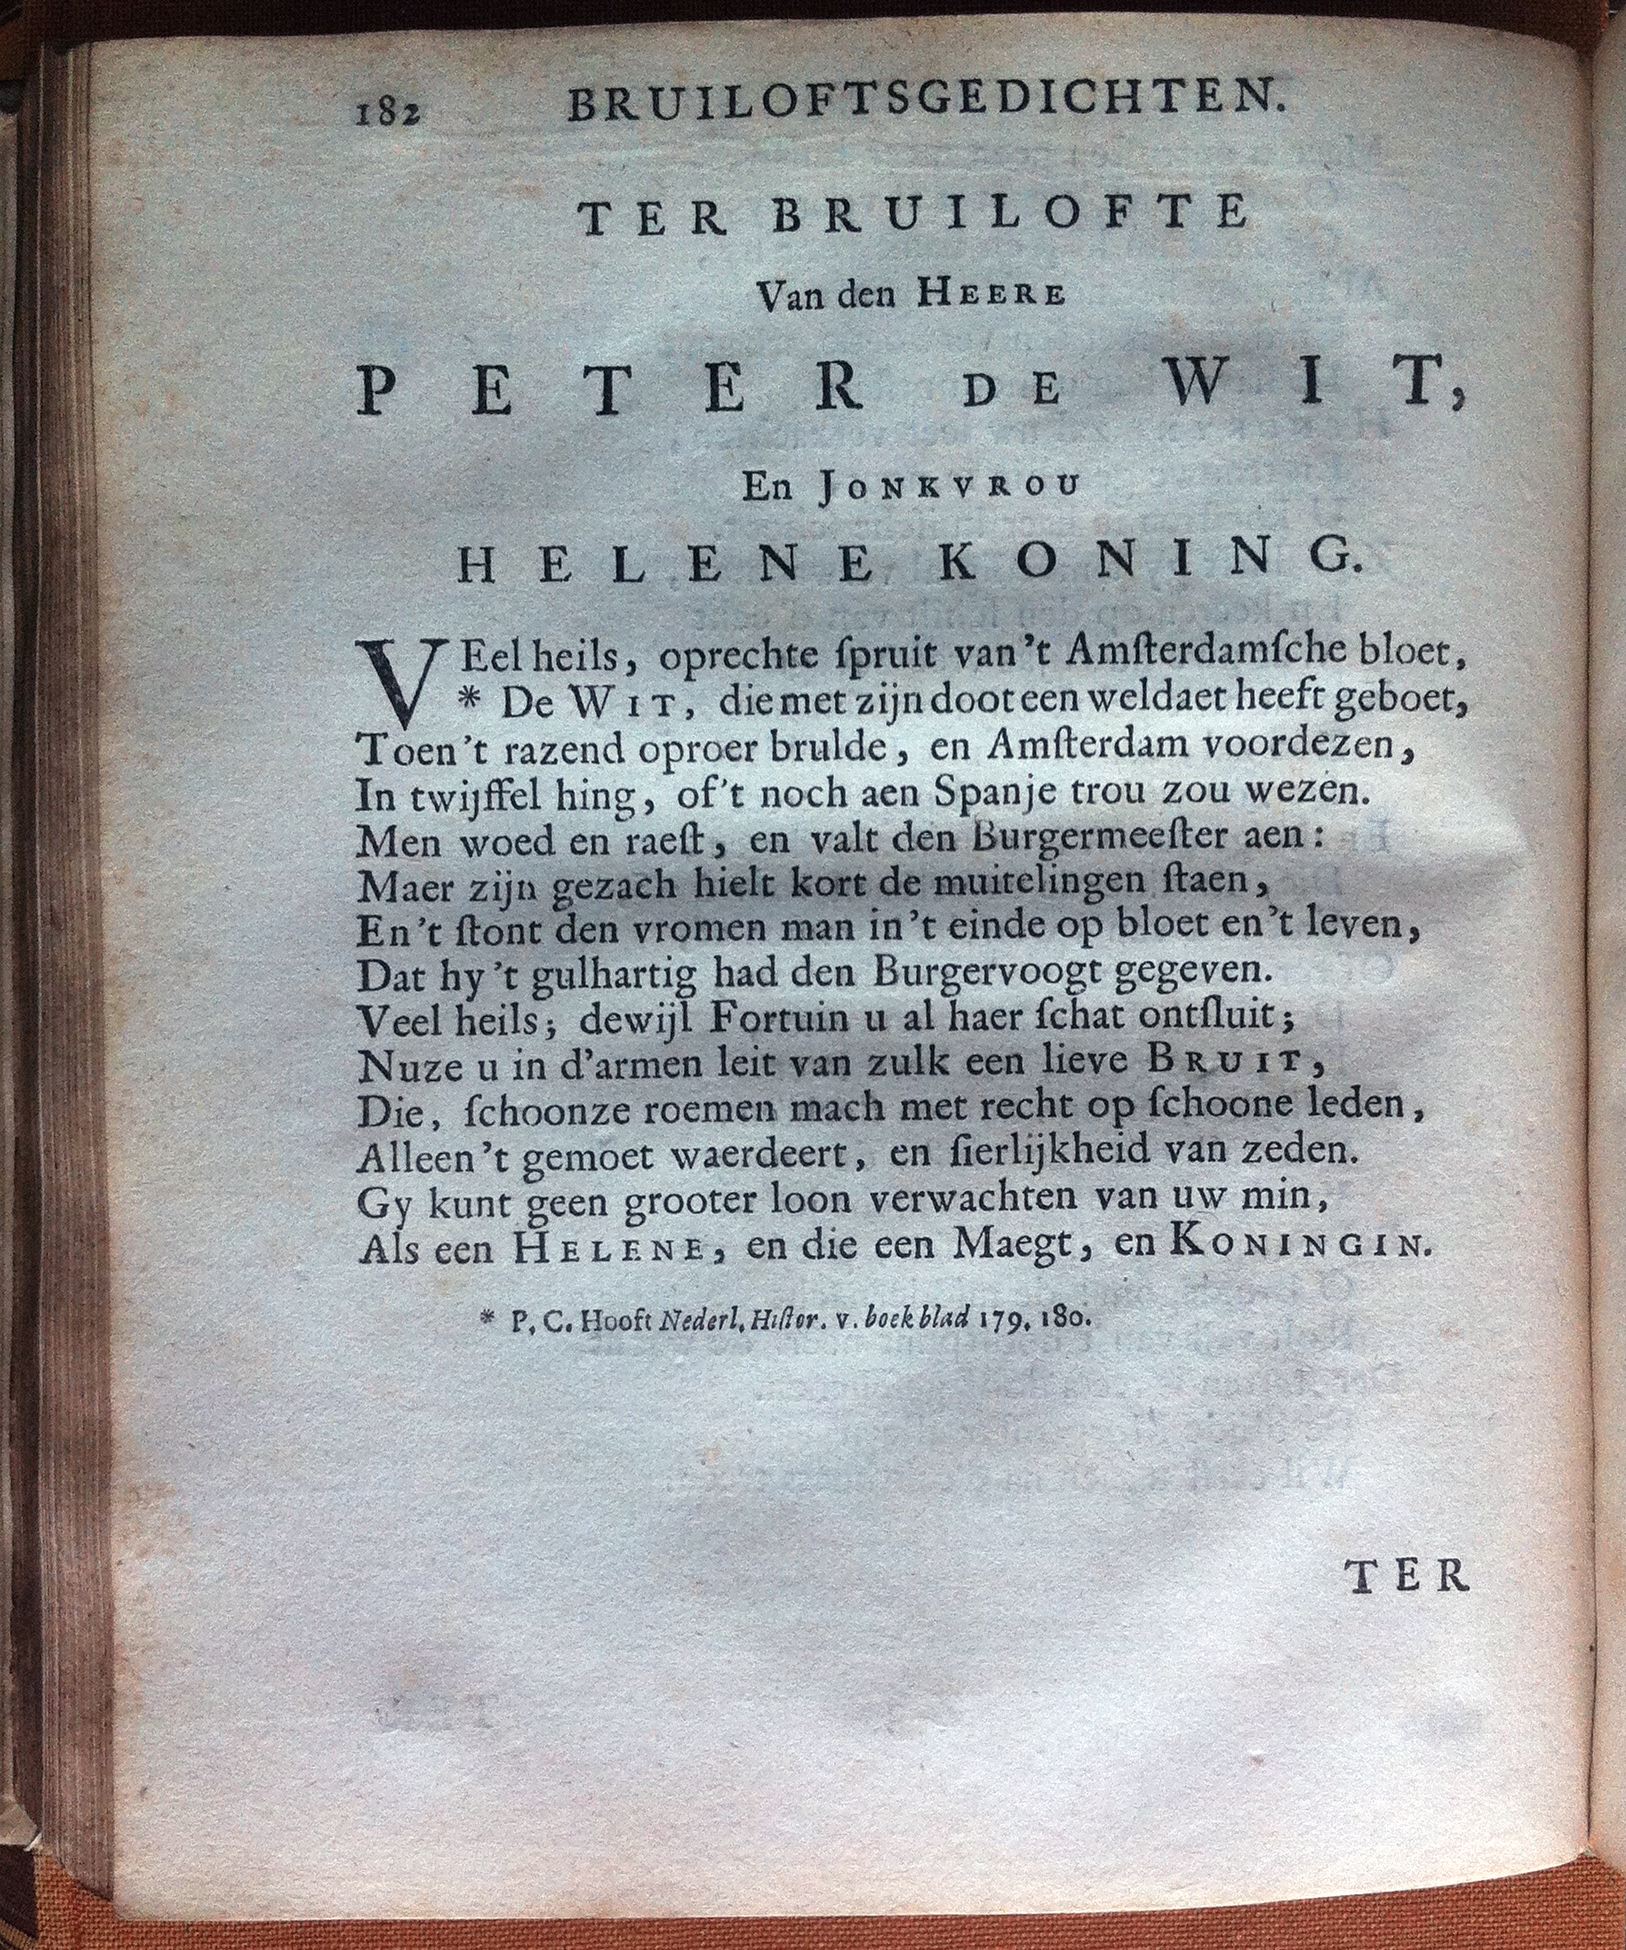 182 BRUILOFTSGEDICHTEN.
TER BRUILOFTE
Van den HEERE
PETER DE WIT,
En JONKVROU
HELENE KONING.
VEel heils, oprechte ſpruit van't Amſterdamſche bloet,
* De WIT, die met zijn doot een weldaet heeft geboet,
Toen't razend oproer brulde, en Amſterdam voordezen,
In twijffel hing, of't noch aen Spanje trou zou wezen.
Men woed en raeſt, en valt den Burgermeeſter aen:
Maer zijn gezach hielt kort de muitelingen ſtaen,
En't ſtont den vromen man in't einde op bloet en't leven,
Dat hy't gulhartig had den Burgervoogt gegeven.
Veel heils; dewijl Fortuin u al haer ſchat ontſluit;
Nuze u in d'armen leit van zulk een lieve BRUIT,
Die, ſchoonze roemen mach met recht op ſchoone leden,
Alleen't gemoet waerdeert, en ſierlijkheid van zeden.
Gy kunt geen grooter loon verwachten van uw min,
Als een HELENE, en die een Maegt, en KONINGIN.
* P. C. Hooft Nederl. Hiſtor. v. boek blad 179, 180.
TER